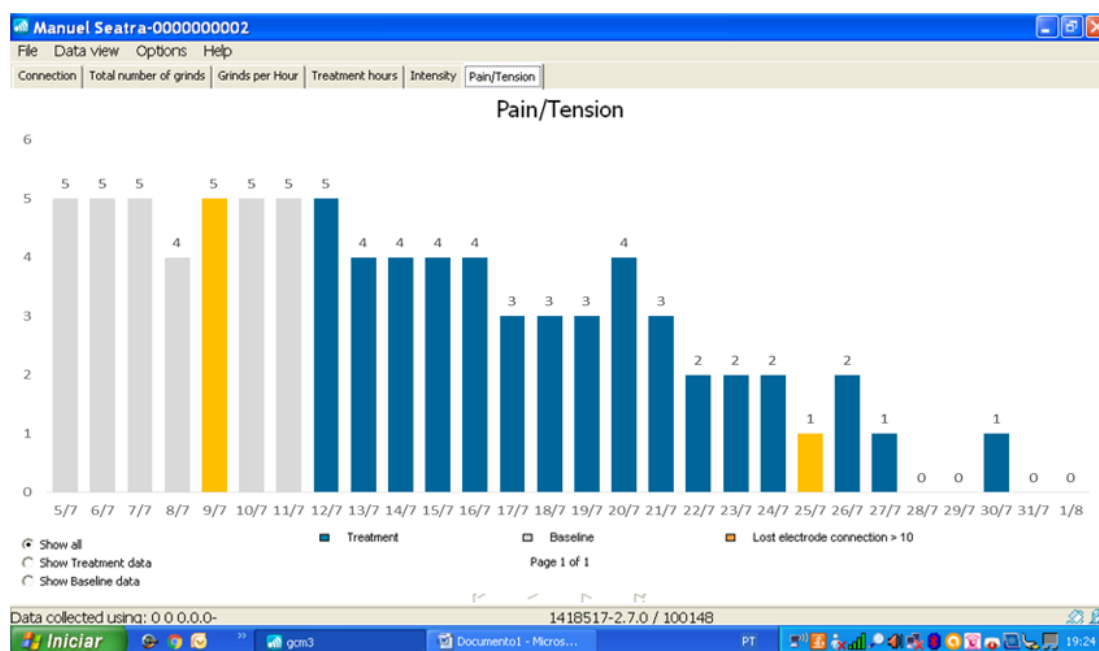 Manuel Seatra-0000000002
File Data view Options Help
Connection Total number of grinds Grinds per Hour Treatment hours Intensity Pain/Tension
Pain/Tension
6
5 5 5 5 5 5 5 5
4 4 4 4 4 4 4
3 3 3 3 3
2 2 2 2 2
1 1 1 1
0 0 0 0 0
5/7 6/7 7/7 8/7 9/7 10/7 11/7 12/7 13/7 14/7 15/7 16/7 17/7 18/7 19/7 20/7 21/7 22/7 23/7 24/7 25/7 26/7 27/7 28/7 29/7 30/7 31/7 1/8
Show all
Treatment Baseline Lost electrode connection > 10
Show Treatment data
Page 1 of 1
Show Baseline data
Data collected using: 0 0 0.0.0- 1418517-2.7.0 / 100148
Iniciar gcm3 Documento1 - Micros... PT 19:24